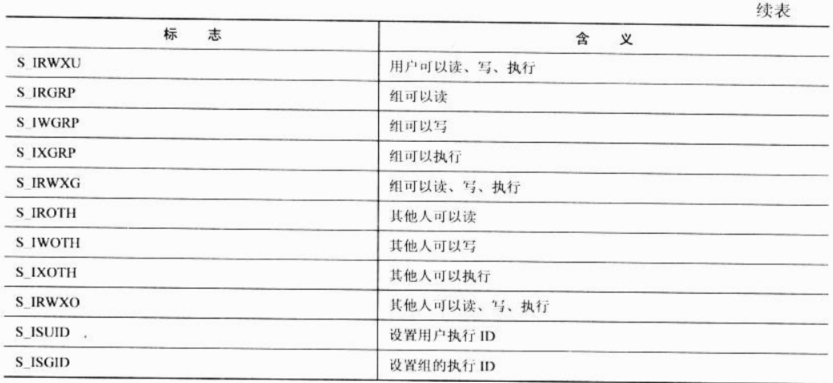 续表
标 志 含 义
S_IRWXU 用户可以读、写、执行
S_IRGRP 组可以读
S_IWGRP 组可以写
S_IXGRP 组可以执行
S_IRWXG 组可以读、写、执行
S_IROTH 其他人可以读
S_IWOTH 其他人可以写
S_IXOTH 其他人可以执行
S_IRWXO 其他人可以读、写、执行
S_ISUID 设置用户执行 ID
S_ISGID 设置组的执行 ID